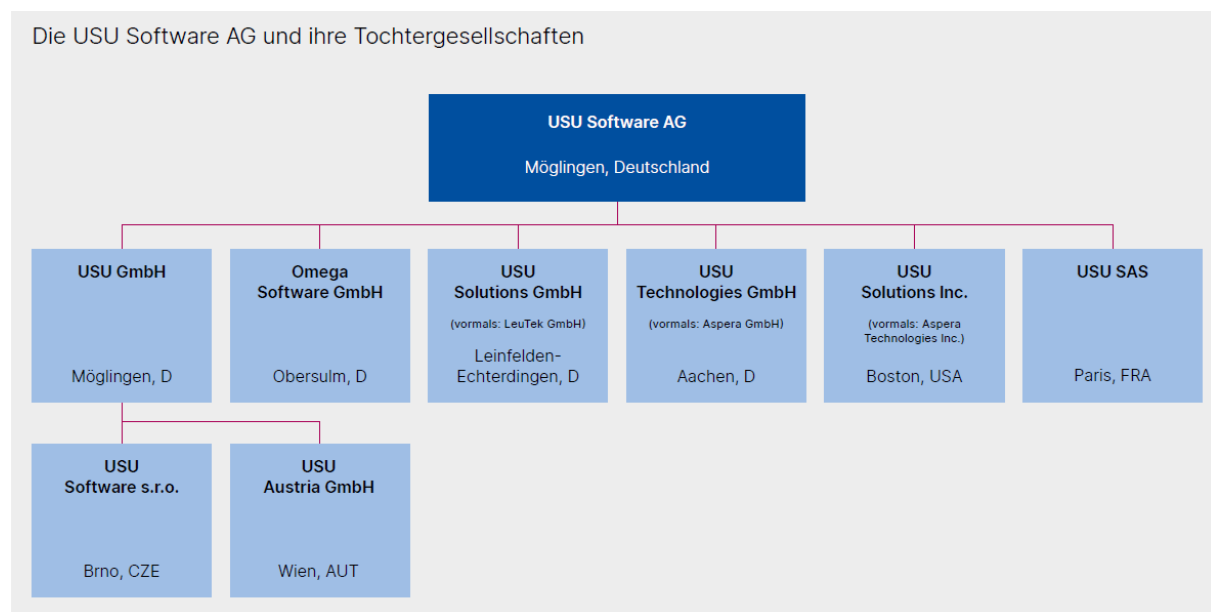 Die USU Software AG und ihre Tochtergesellschaften
USU Software AG
Möglingen, Deutschland
USU GmbH
Möglingen, D
Omega
Software GmbH
Obersulm, D
USU
Solutions GmbH
(vormals: LeuTek GmbH)
Leinfelden-
Echterdingen, D
USU
Technologies GmbH
(vormals: Aspera GmbH)
Aachen, D
USU
Solutions Inc.
(vormals: Aspera
Technologies Inc.)
Boston, USA
USU SAS
Paris, FRA
USU
Software s.r.o.
Brno, CZE
USU
Austria GmbH
Wien, AUT